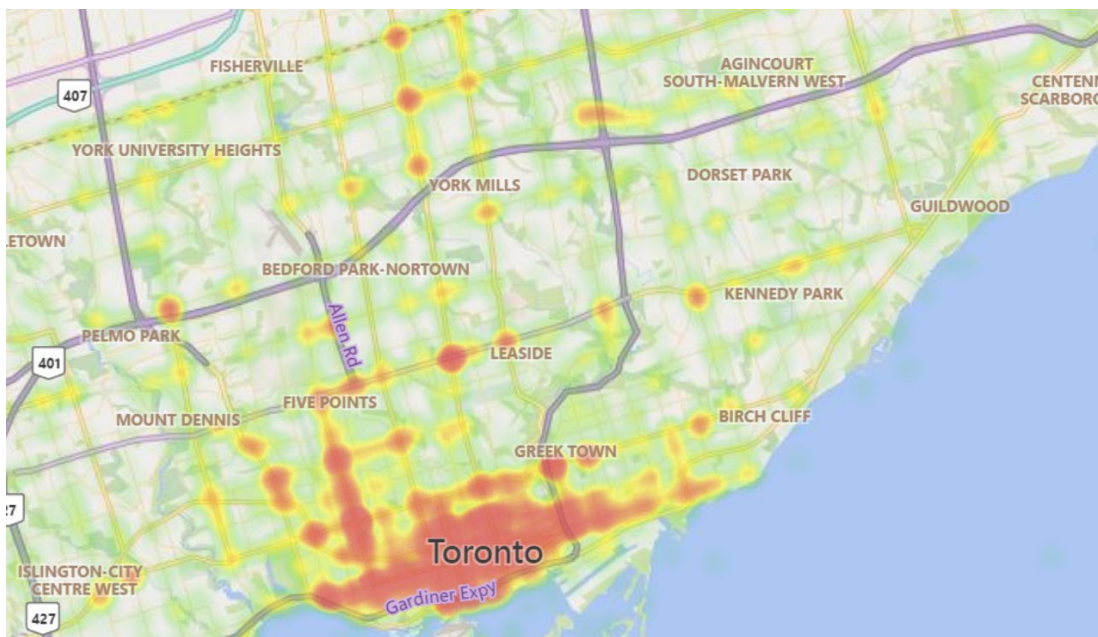 FISHERVILLE
AGINCOURT
SOUTH-MALVERN WEST
CENTENN
SCARBORO
407
YORK UNIVERSITY HEIGHTS
YORK MILLS
DORSET PARK
GUILDWOOD
LETOWN
BEDFORD PARK-NORTOWN
KENNEDY PARK
Allen Rd
PELMO PARK
LEASIDE
401
FIVE POINTS
MOUNT DENNIS
BIRCH CLIFF
GREEK TOWN
27
Toronto
ISLINGTON-CITY
CENTRE WEST
Gardiner Expy
427